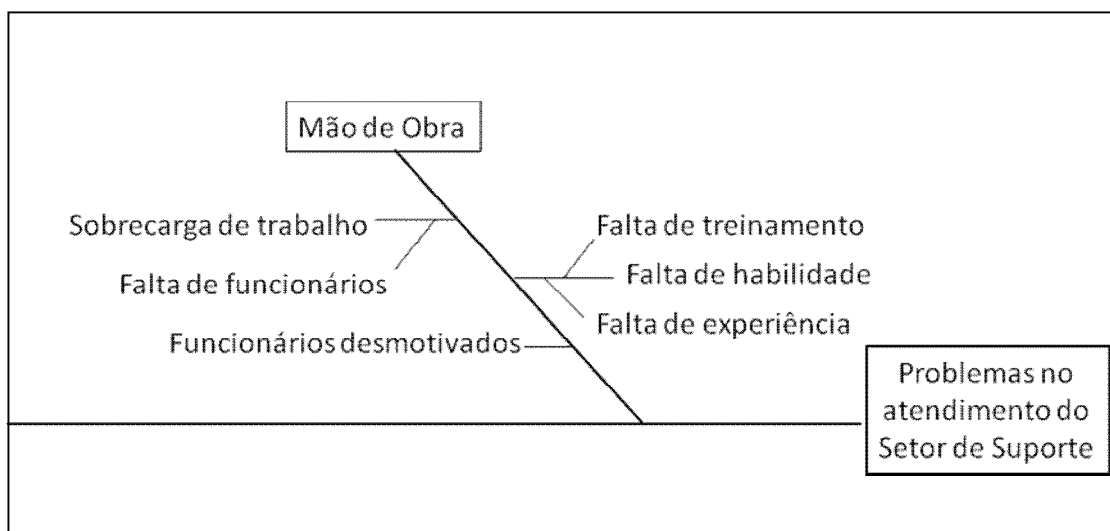 Mão de Obra
Sobrecarga de trabalho
Falta de treinamento
Falta de funcionários
Falta de habilidade
Falta de experiência
Funcionários desmotivados
Problemas no
atendimento do
Setor de Suporte